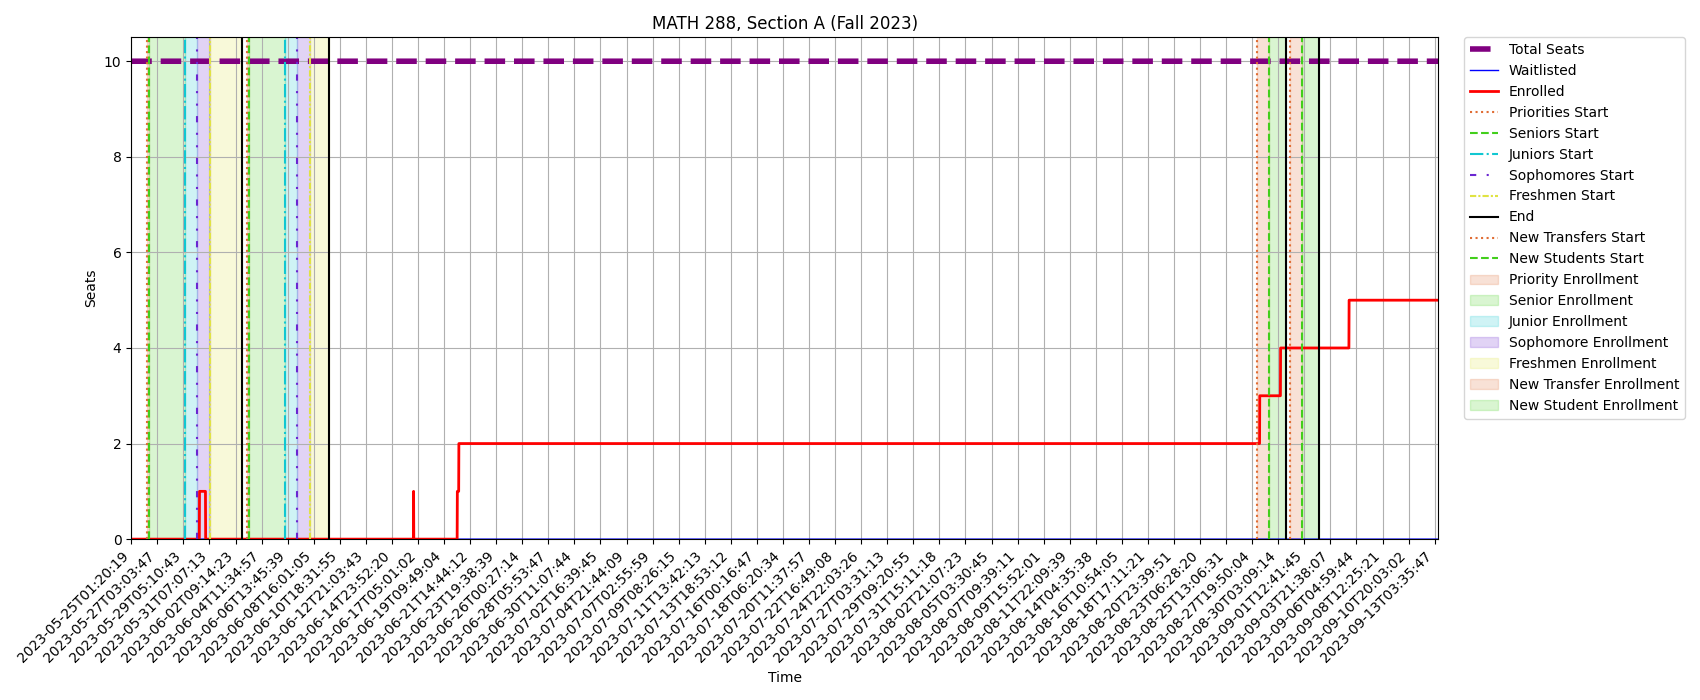 MATH 288, Section A (Fall 2023)
Seats
10
8
6
4
2
0
2023-05-25T01:20:19
2023-05-27T03:03:47
2023-05-29T05:10:43
2023-05-31T07:07:13
2023-06-02T09:14:23
2023-06-04T11:34:57
2023-06-06T13:45:39
2023-06-08T16:01:05
2023-06-10T18:31:55
2023-06-12T21:03:43
2023-06-14T23:52:20
2023-06-17T05:01:02
2023-06-19T09:49:04
2023-06-21T14:44:12
2023-06-23T19:38:39
2023-06-26T00:27:14
2023-06-28T05:53:47
2023-06-30T11:07:44
2023-07-02T16:39:45
2023-07-04T21:44:09
2023-07-07T02:55:59
2023-07-09T08:26:15
2023-07-11T13:42:13
2023-07-13T18:53:12
2023-07-16T00:16:47
2023-07-18T06:20:34
2023-07-20T11:37:57
2023-07-22T16:49:08
2023-07-24T22:03:26
2023-07-27T03:31:13
2023-07-29T09:20:55
2023-07-31T15:11:18
2023-08-02T21:07:23
2023-08-05T03:30:45
2023-08-07T09:39:11
2023-08-09T15:52:01
2023-08-11T22:09:39
2023-08-14T04:35:38
2023-08-16T10:54:05
2023-08-18T17:11:21
2023-08-20T23:39:51
2023-08-23T06:28:20
2023-08-25T13:06:31
2023-08-27T19:50:04
2023-08-30T03:09:14
2023-09-01T12:41:45
2023-09-03T21:38:07
2023-09-06T04:59:44
2023-09-08T12:25:21
2023-09-10T20:03:02
2023-09-13T03:35:47
Time
Total Seats
Waitlisted
Enrolled
Priorities Start
Seniors Start
Juniors Start
Sophomores Start
Freshmen Start
End
New Transfers Start
New Students Start
Priority Enrollment
Senior Enrollment
Junior Enrollment
Sophomore Enrollment
Freshmen Enrollment
New Transfer Enrollment
New Student Enrollment